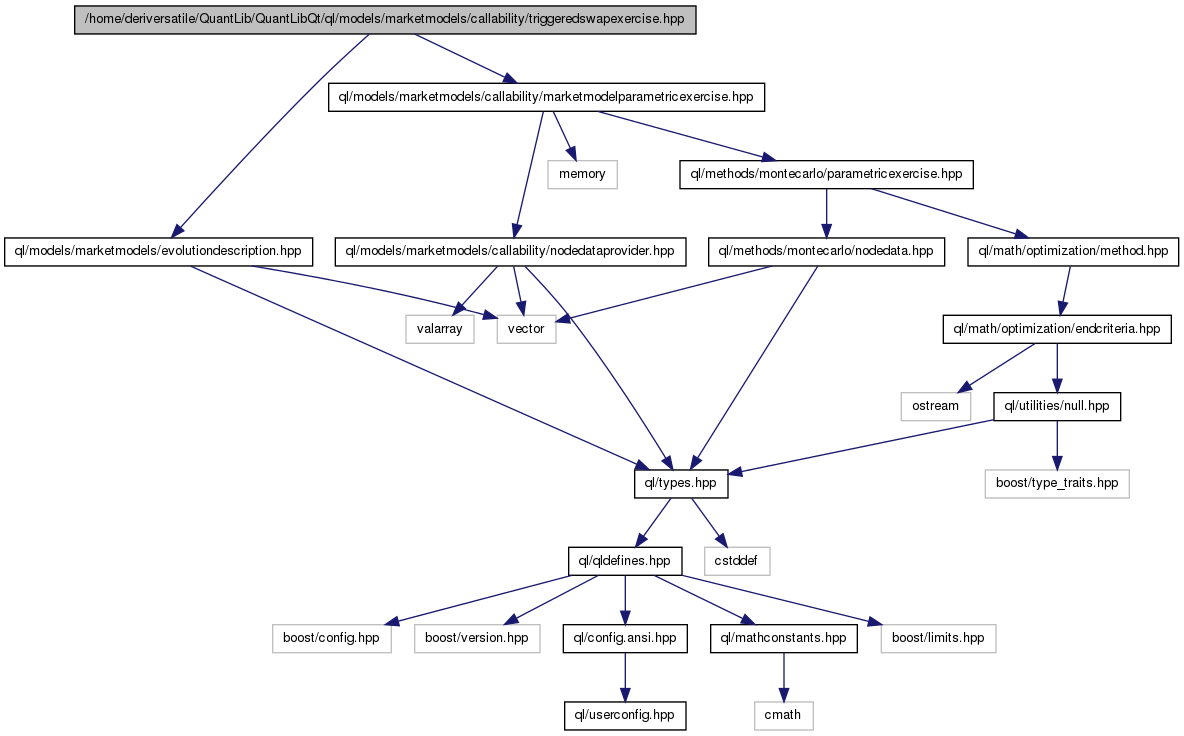 /home/deriversatile/QuantLib/QuantLibQt/ql/models/marketmodels/callability/triggeredswapexercise.hpp
ql/models/marketmodels/callability/marketmodelparametricexercise.hpp
memory
ql/methods/montecarlo/parametricexercise.hpp
ql/models/marketmodels/evolutiondescription.hpp
ql/models/marketmodels/callability/nodedataprovider.hpp
ql/methods/montecarlo/nodedata.hpp
ql/math/optimization/method.hpp
valarray
vector
ql/math/optimization/endcriteria.hpp
ostream
ql/utilities/null.hpp
ql/types.hpp
boost/type_traits.hpp
ql/qldefines.hpp
cstddef
boost/config.hpp
boost/version.hpp
ql/config.ansi.hpp
ql/mathconstants.hpp
boost/limits.hpp
ql/userconfig.hpp
cmath